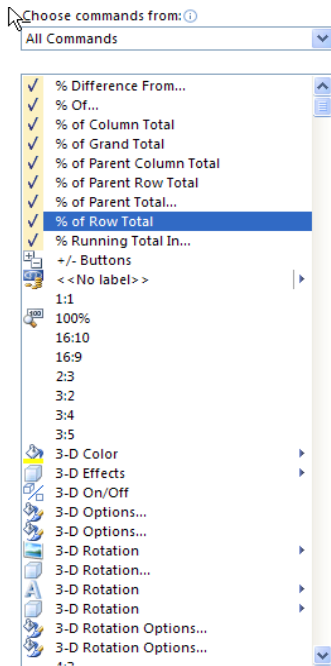 Choose commands from:
All Commands
% Difference From...
% Of...
% of Column Total
% of Grand Total
% of Parent Column Total
% of Parent Row Total
% of Parent Total...
% of Row Total
% Running Total In...
+/- Buttons
<<No label>>
1:1
100%
16:10
16:9
2:3
3:2
3:4
3:5
3-D Color
3-D Effects
3-D On/Off
3-D Options...
3-D Options...
3-D Rotation
3-D Rotation...
3-D Rotation
3-D Rotation
3-D Rotation Options...
3-D Rotation Options...